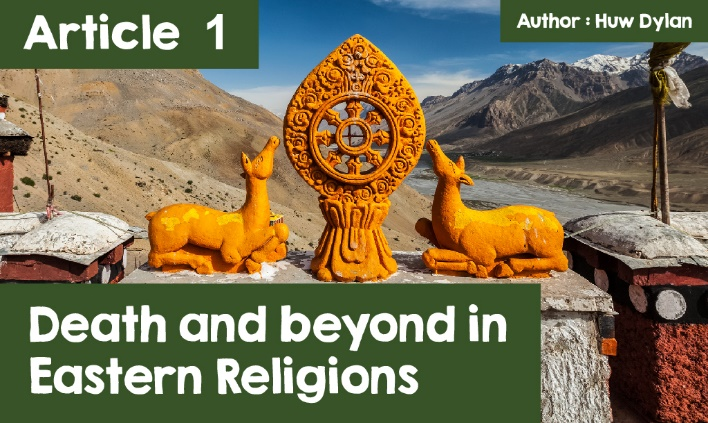 Article 1
Author : Huw Dylan
Death and beyond in
Eastern Religions